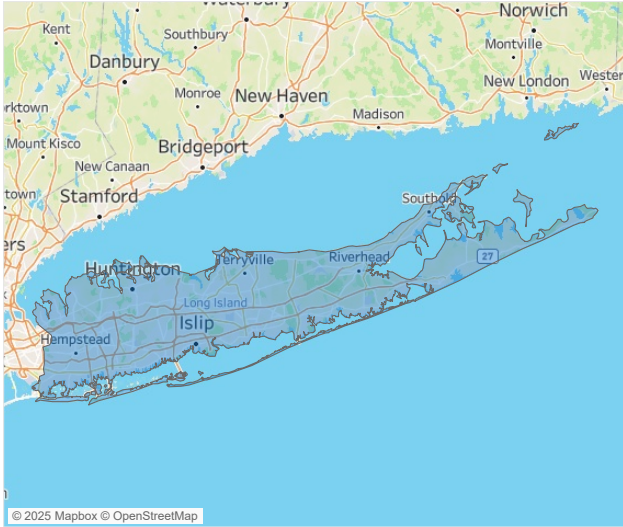 Waterbury
Norwich
Kent
Southbury
Montville
Danbury
New London
Wester
Monroe
New Haven
rktown
Madison
Mount Kisco
Bridgeport
New Canaan
town
Stamford
Southold
ers
Terryville
Riverhead
27
Huntington
Long Island
Islip
Hempstead
n
© 2025 Mapbox © OpenStreetMap